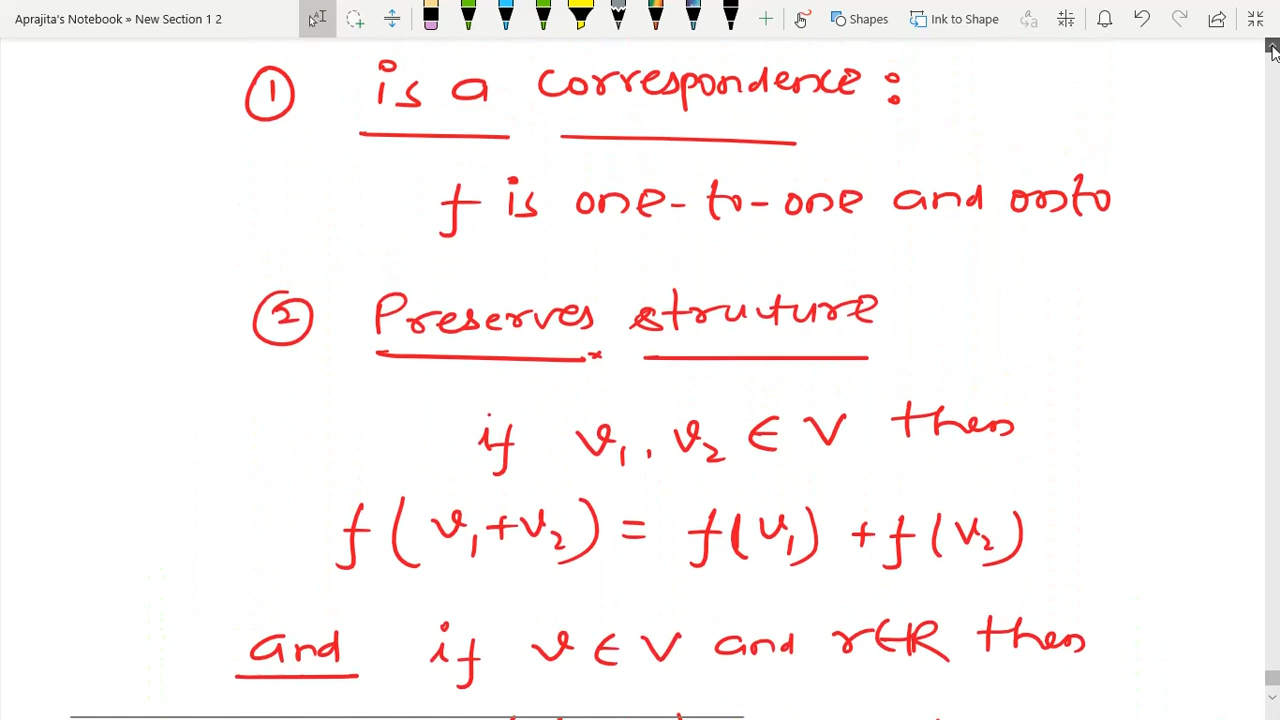 Aprajita's Notebook » New Section 1 2
Shapes
Ink to Shape
① is a correspondence:
f is one-to-one and onto
② Preserves structure
if v₁, v₂ ∈ V then
f(v₁+v₂) = f(v₁) + f(v₂)
and if v ∈ V and r∈R then